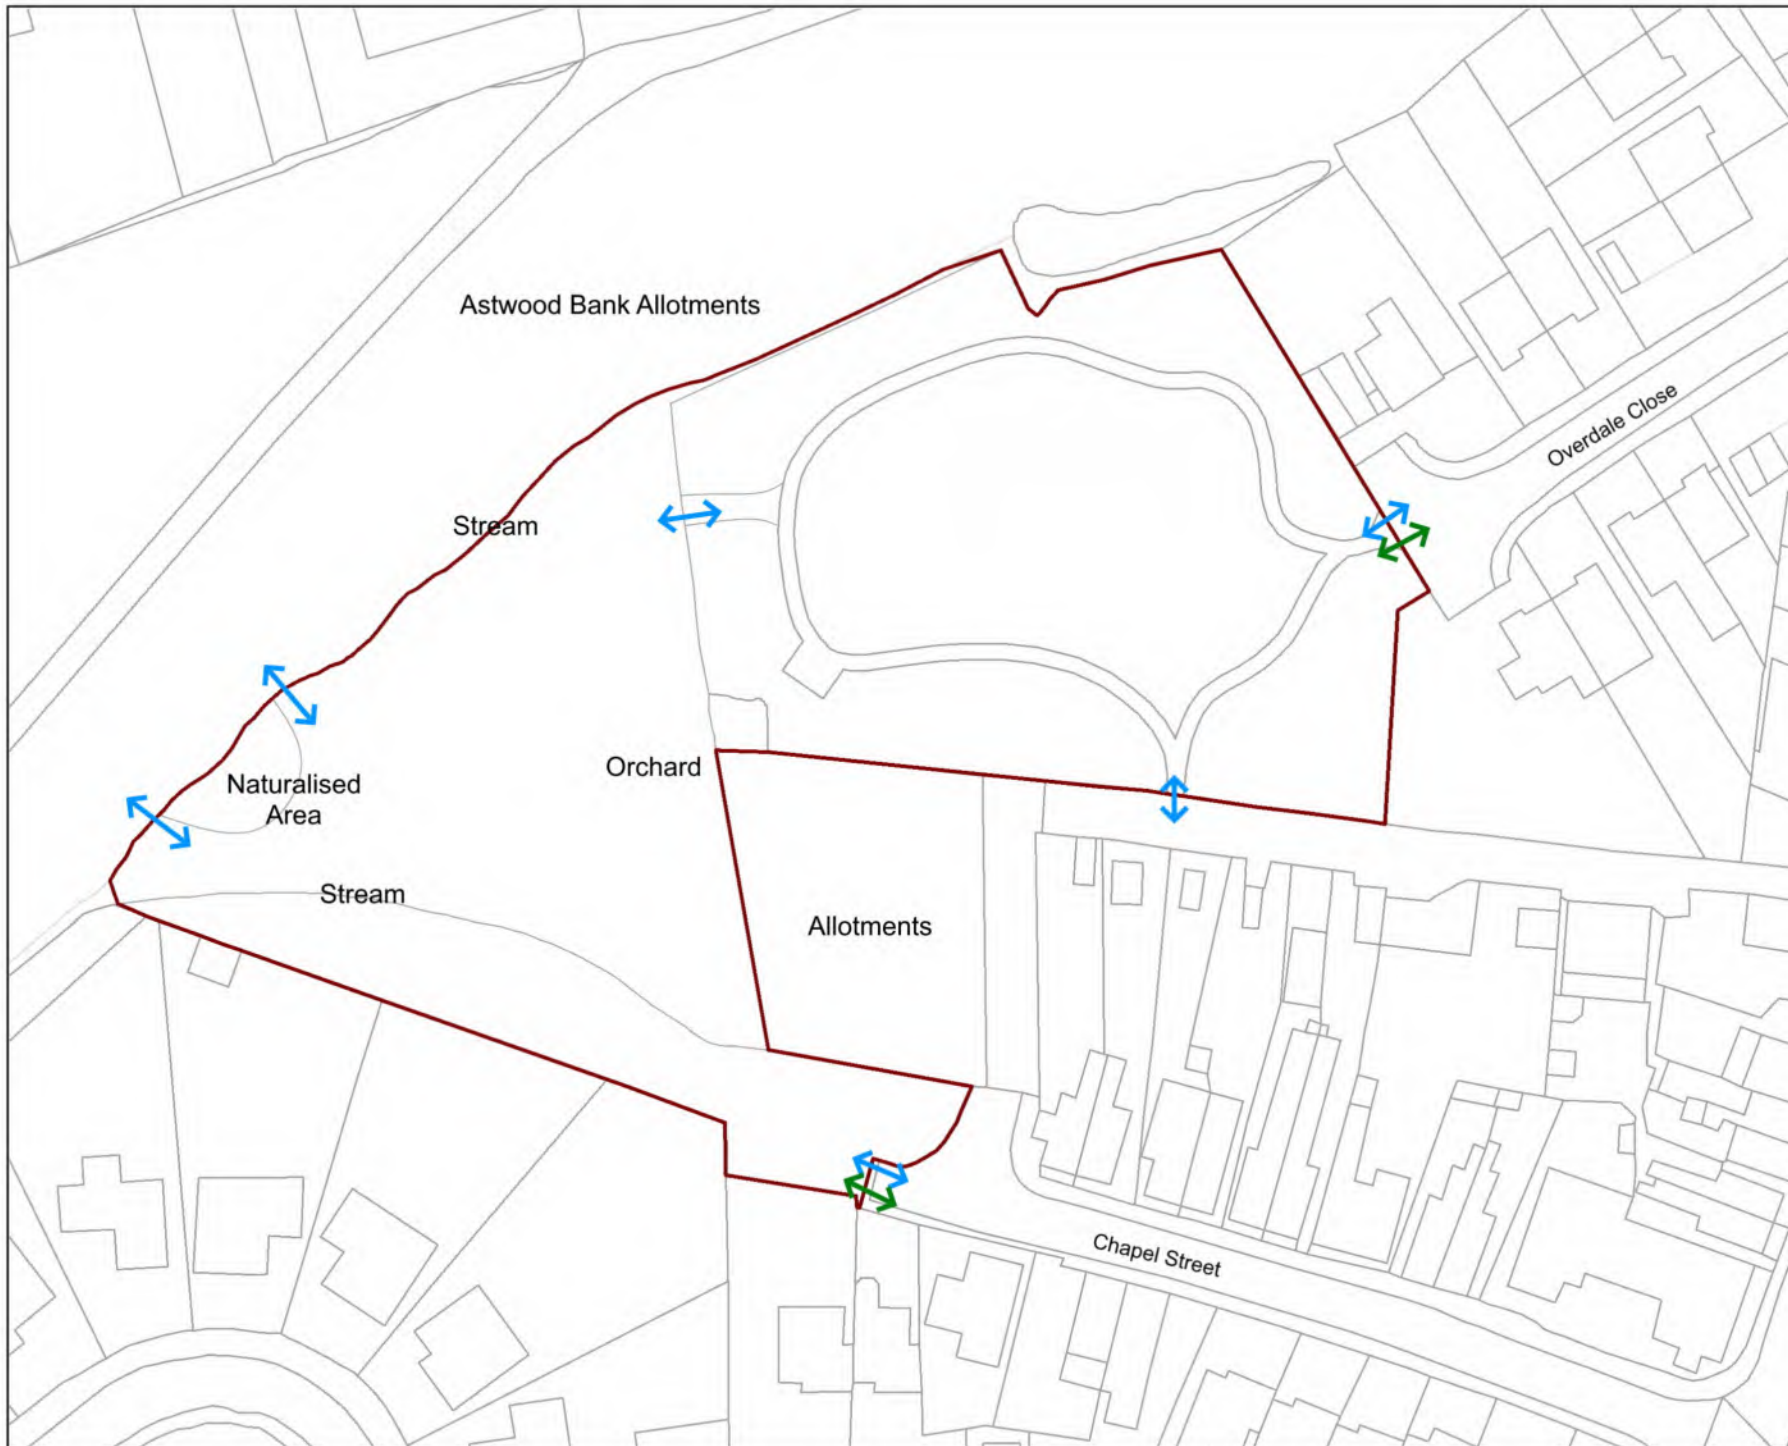 Astwood Bank Allotments
Overdale Close
Stream
Orchard
Naturalised
Area
Stream
Allotments
Chapel Street